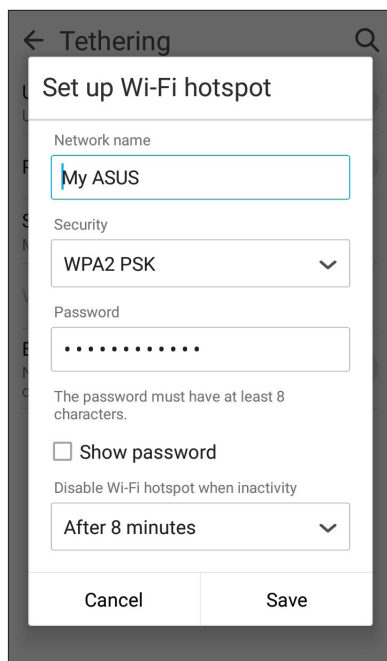 Tethering
Set up Wi-Fi hotspot
Network name
My ASUS
Security
WPA2 PSK
Password
••••••••••••
The password must have at least 8
characters.
Show password
Disable Wi-Fi hotspot when inactivity
After 8 minutes
Cancel
Save